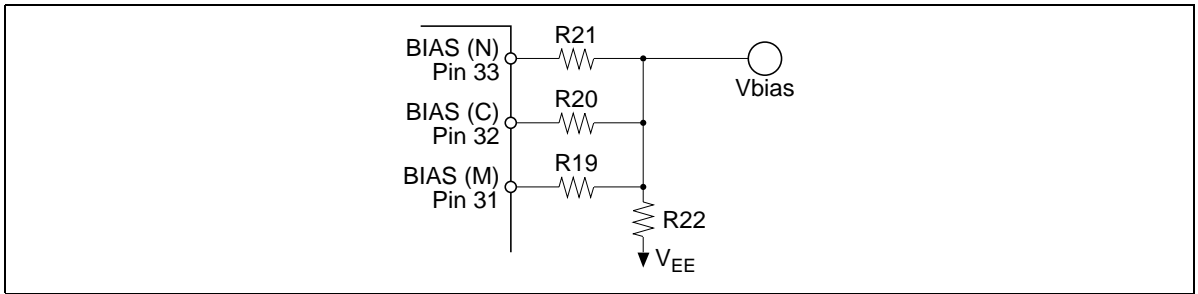 BIAS (N)
Pin 33
R21
Vbias
BIAS (C)
Pin 32
R20
BIAS (M)
Pin 31
R19
R22
VEE